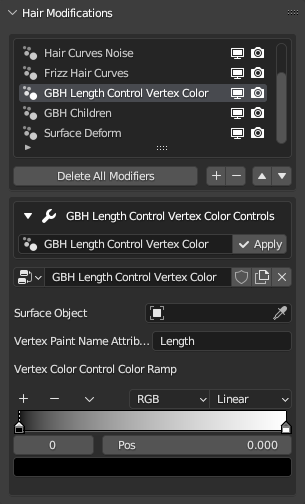 Hair Modifications
Hair Curves Noise
Frizz Hair Curves
GBH Length Control Vertex Color
GBH Children
Surface Deform
Delete All Modifiers
GBH Length Control Vertex Color Controls
GBH Length Control Vertex Color Apply
GBH Length Control Vertex Color
Surface Object
Vertex Paint Name Attrib... Length
Vertex Color Control Color Ramp
RGB Linear
0 Pos 0.000